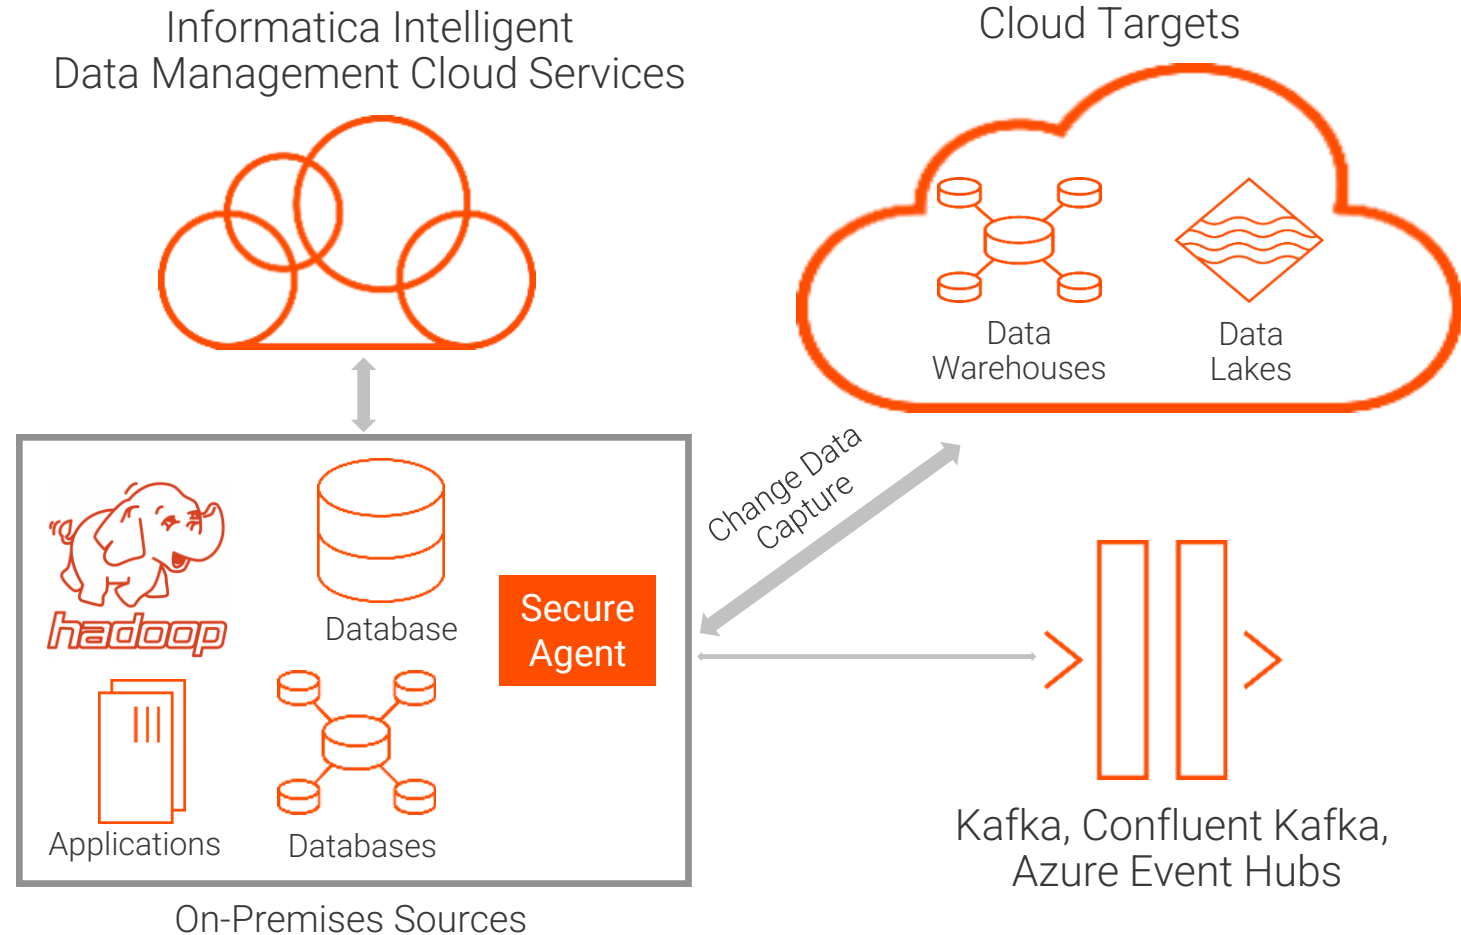 Informatica Intelligent
Data Management Cloud Services
Cloud Targets
Data
Warehouses
Data
Lakes
Change Data
Capture
hadoop
Database
Secure
Agent
Applications
Databases
On-Premises Sources
Kafka, Confluent Kafka,
Azure Event Hubs